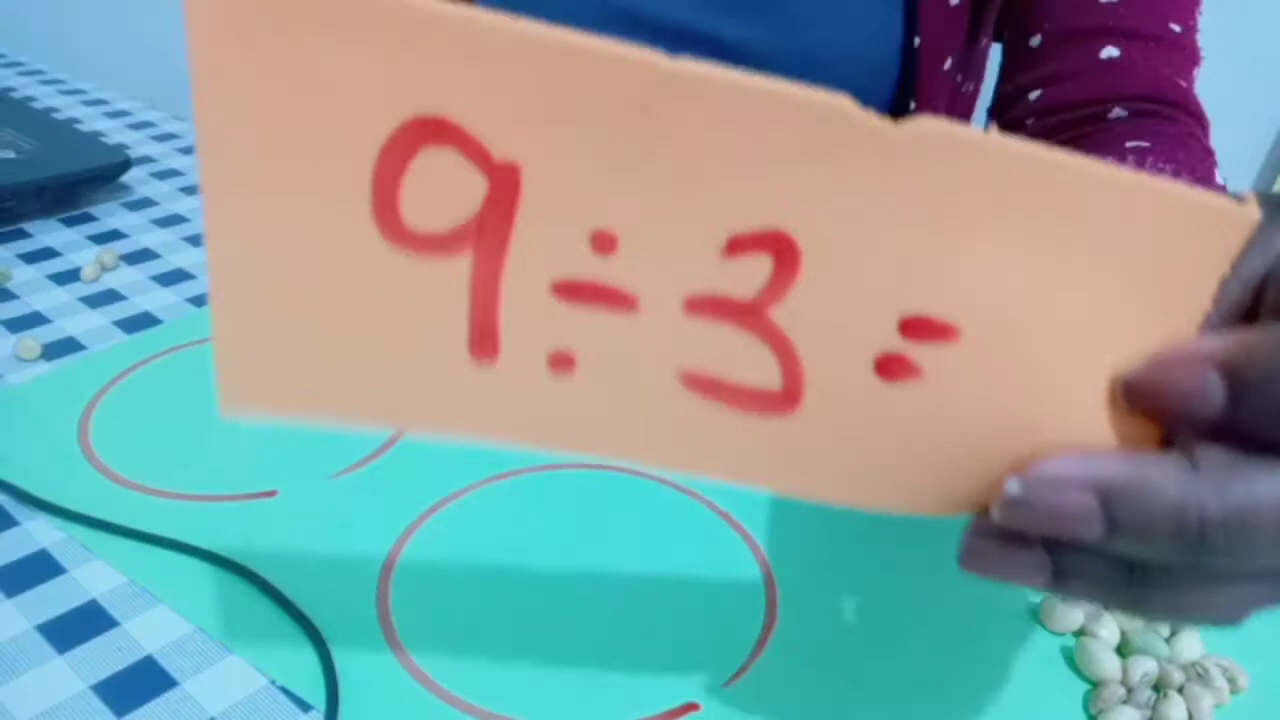 9 ÷ 3 =